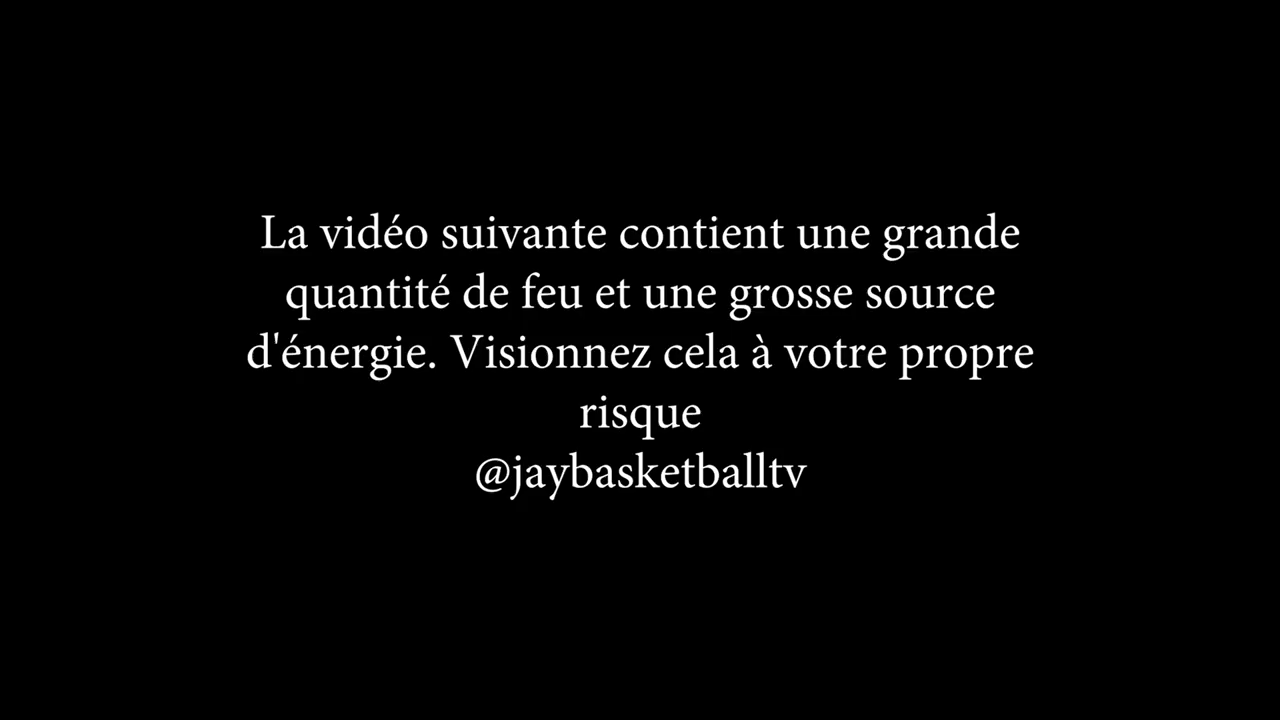 La vidéo suivante contient une grande
quantité de feu et une grosse source
d'énergie. Visionnez cela à votre propre
risque
@jaybasketballtv